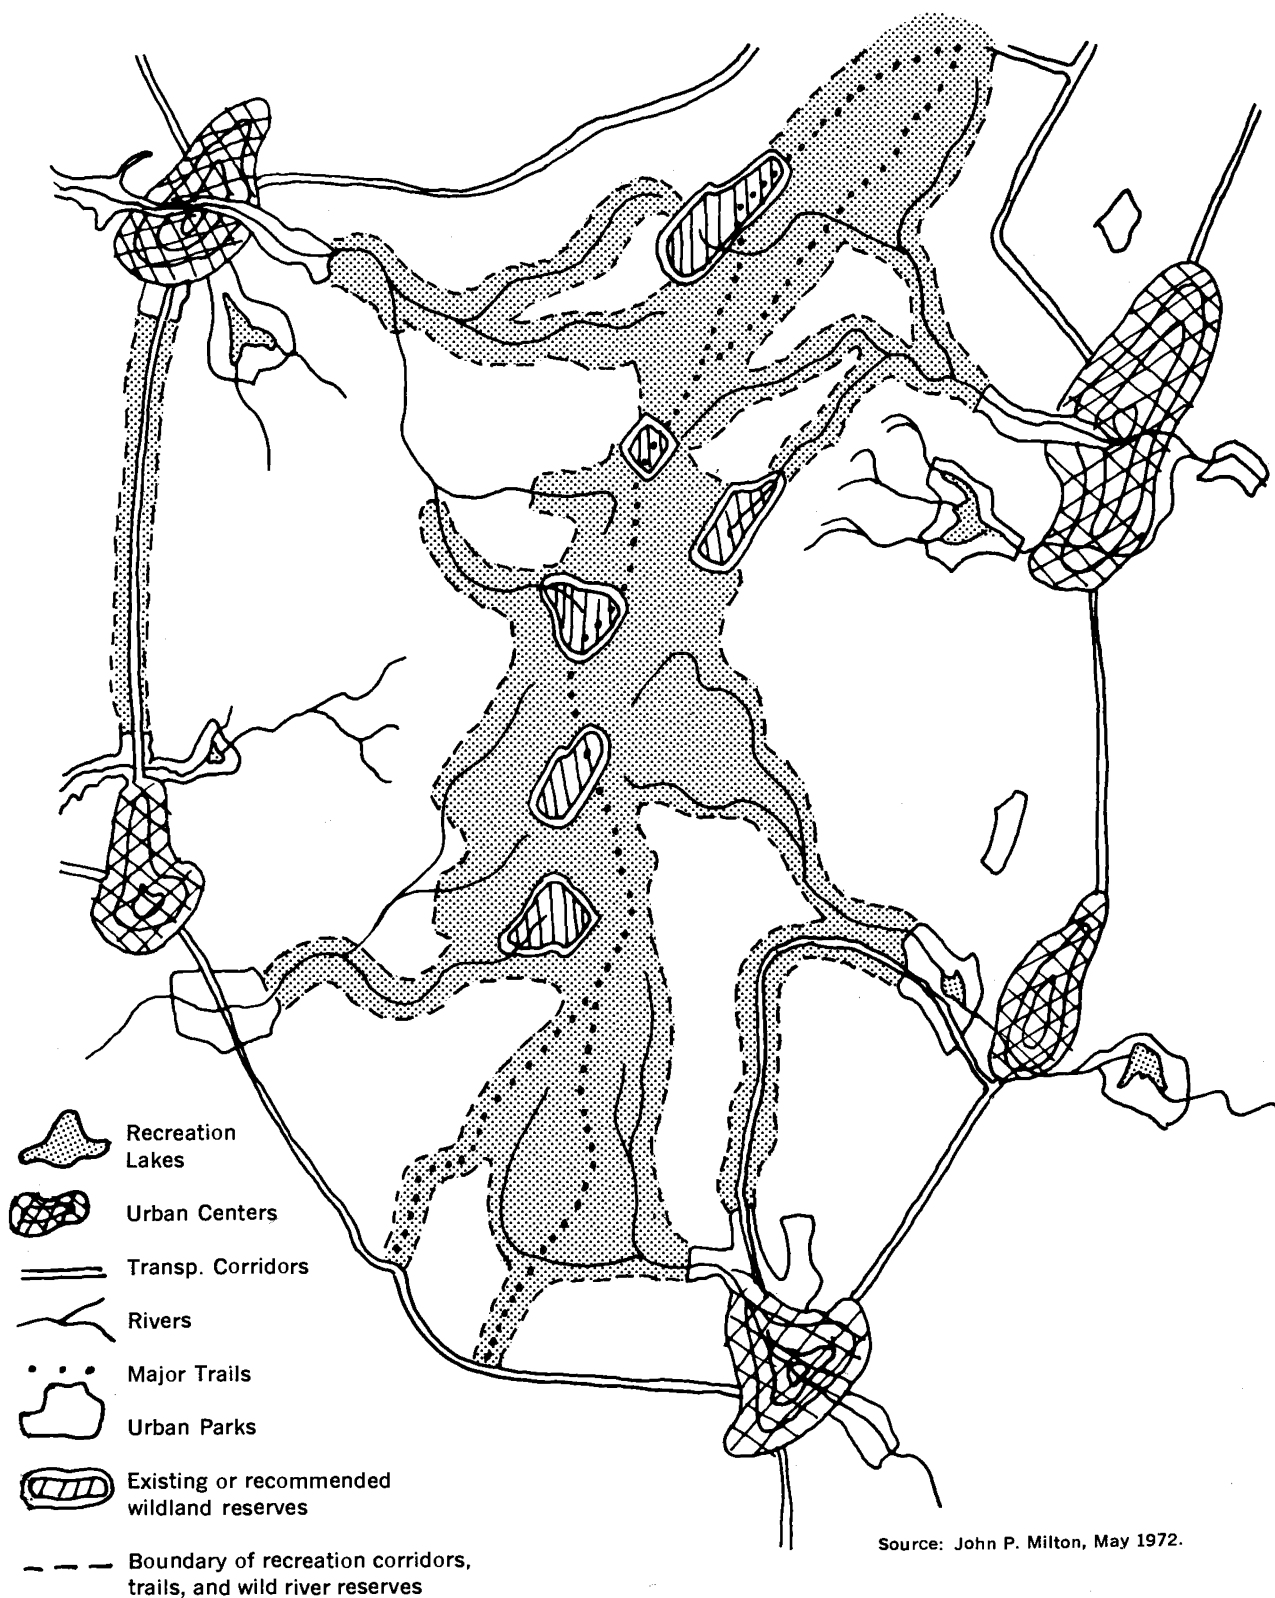 Recreation
Lakes
Urban Centers
Transp. Corridors
Rivers
Major Trails
Urban Parks
Existing or recommended
wildland reserves
Boundary of recreation corridors,
trails, and wild river reserves
Source: John P. Milton, May 1972.